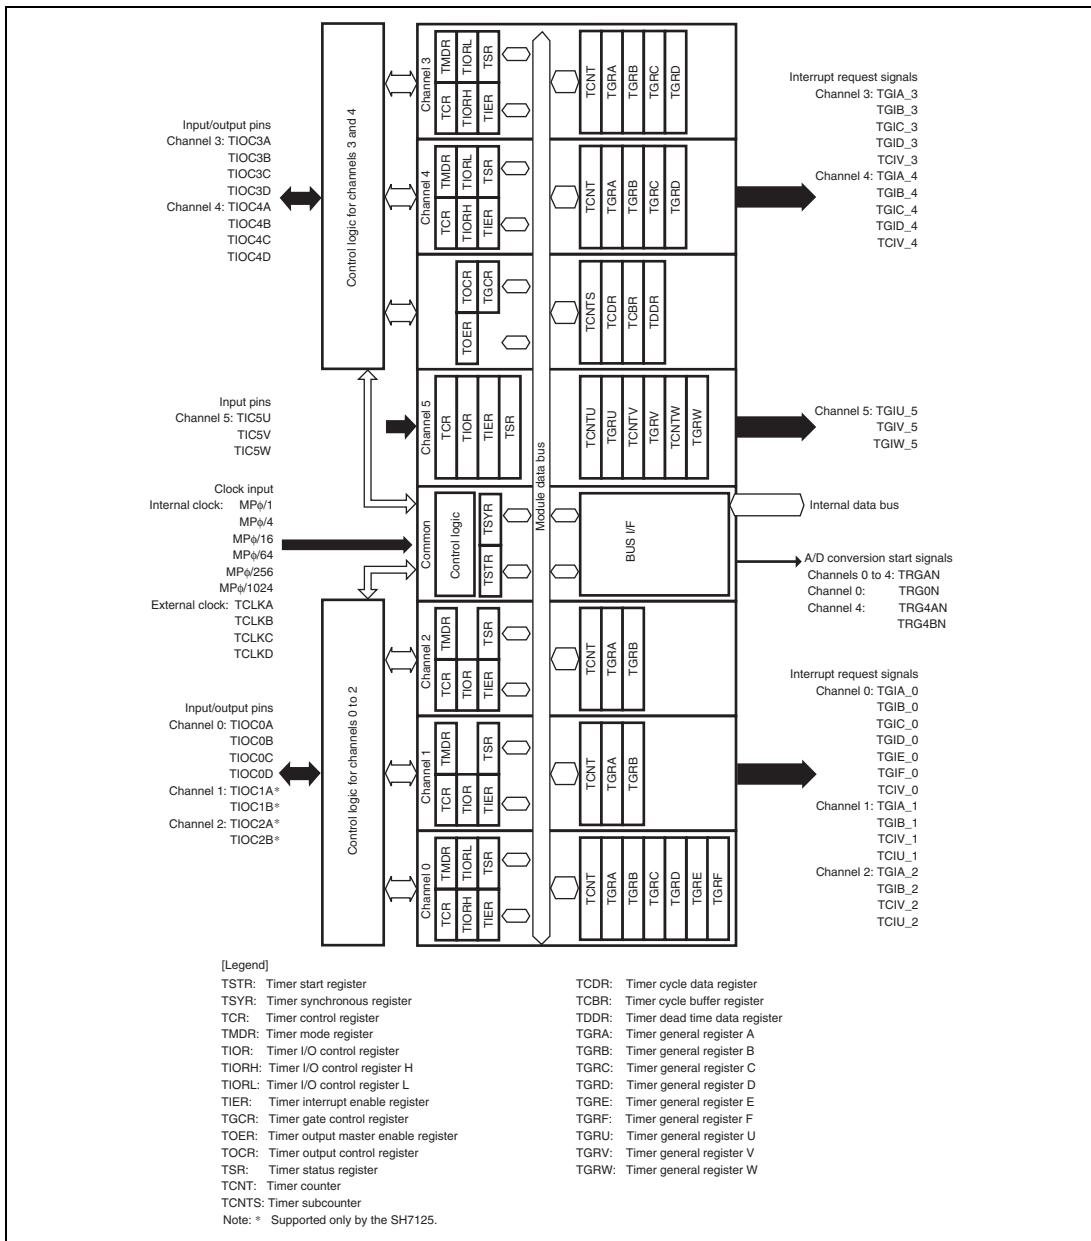 Input/output pins
Channel 3: TIOC3A
TIOC3B
TIOC3C
TIOC3D
Channel 4: TIOC4A
TIOC4B
TIOC4C
TIOC4D
Input pins
Channel 5: TIC5U
TIC5V
TIC5W
Clock input
Internal clock: MPφ/1
MPφ/4
MPφ/16
MPφ/64
MPφ/256
MPφ/1024
External clock: TCLKA
TCLKB
TCLKC
TCLKD
Input/output pins
Channel 0: TIOC0A
TIOC0B
TIOC0C
TIOC0D
Channel 1: TIOC1A*
TIOC1B*
Channel 2: TIOC2A*
TIOC2B*
Control logic for channels 3 and 4
Control logic for channels 0 to 2
Channel 3
TCR
TMDR
TIORH
TIORL
TIER
TSR
TCNT
TGRA
TGRB
TGRC
TGRD
Channel 4
TCR
TMDR
TIORH
TIORL
TIER
TSR
TCNT
TGRA
TGRB
TGRC
TGRD
TOER
TOCR
TGCR
TCNTS
TCDR
TCBR
TDDR
Channel 5
TCR
TIOR
TIER
TSR
TCNTU
TGRU
TCNTV
TGRV
TCNTW
TGRW
Module data bus
Common
Control logic
TSTR
TSYR
BUS I/F
Channel 2
TCR
TMDR
TIOR
TIER
TSR
TCNT
TGRA
TGRB
Channel 1
TCR
TMDR
TIOR
TIER
TSR
TCNT
TGRA
TGRB
Channel 0
TCR
TMDR
TIORH
TIORL
TIER
TSR
TCNT
TGRA
TGRB
TGRC
TGRD
TGRE
TGRF
Interrupt request signals
Channel 3: TGIA_3
TGIB_3
TGIC_3
TGID_3
TCIV_3
Channel 4: TGIA_4
TGIB_4
TGIC_4
TGID_4
TCIV_4
Channel 5: TGIU_5
TGIV_5
TGIW_5
Internal data bus
A/D conversion start signals
Channels 0 to 4: TRGAN
Channel 0: TRG0N
Channel 4: TRG4AN
TRG4BN
Interrupt request signals
Channel 0: TGIA_0
TGIB_0
TGIC_0
TGID_0
TGIE_0
TGIF_0
TCIV_0
Channel 1: TGIA_1
TGIB_1
TCIV_1
TCIU_1
Channel 2: TGIA_2
TGIB_2
TCIV_2
TCIU_2
[Legend]
TSTR: Timer start register
TSYR: Timer synchronous register
TCR: Timer control register
TMDR: Timer mode register
TIOR: Timer I/O control register
TIORH: Timer I/O control register H
TIORL: Timer I/O control register L
TIER: Timer interrupt enable register
TGCR: Timer gate control register
TOER: Timer output master enable register
TOCR: Timer output control register
TSR: Timer status register
TCNT: Timer counter
TCNTS: Timer subcounter
Note: * Supported only by the SH7125.
TCDR: Timer cycle data register
TCBR: Timer cycle buffer register
TDDR: Timer dead time data register
TGRA: Timer general register A
TGRB: Timer general register B
TGRC: Timer general register C
TGRD: Timer general register D
TGRE: Timer general register E
TGRF: Timer general register F
TGRU: Timer general register U
TGRV: Timer general register V
TGRW: Timer general register W